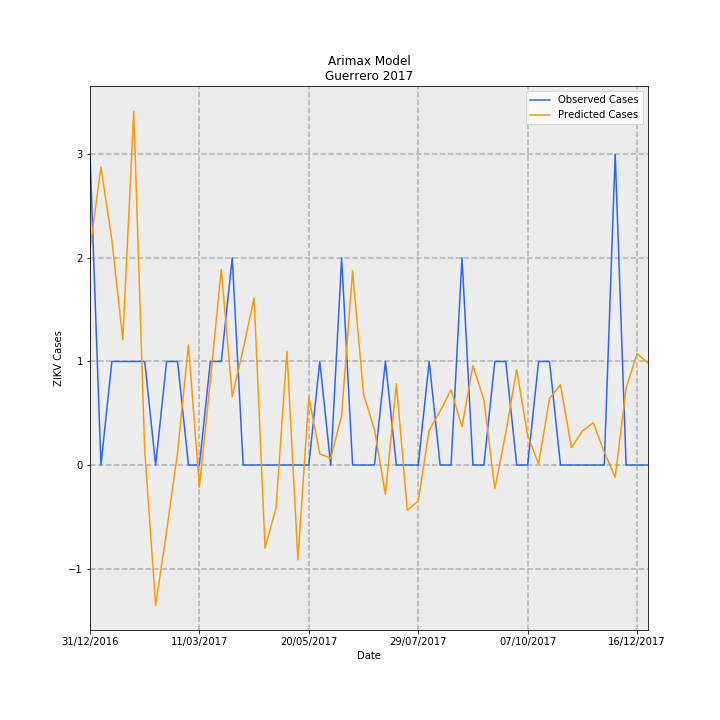 Arimax Model
Guerrero 2017
Observed Cases
Predicted Cases
ZIKV Cases
3
2
1
0
−1
31/12/2016 11/03/2017 20/05/2017 29/07/2017 07/10/2017 16/12/2017
Date